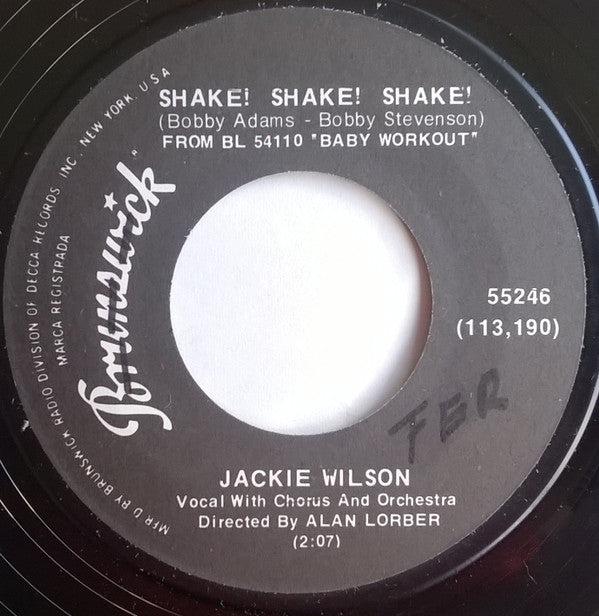 SHAKE! SHAKE! SHAKE!
(Bobby Adams - Bobby Stevenson)
FROM BL 54110 "BABY WORKOUT"
Brunswick
MFR'D BY BRUNSWICK RADIO DIVISION OF DECCA RECORDS INC. NEW YORK, USA
MARCA REGISTRADA
55246
(113,190)
FER
JACKIE WILSON
Vocal With Chorus And Orchestra
Directed By ALAN LORBER
(2:07)